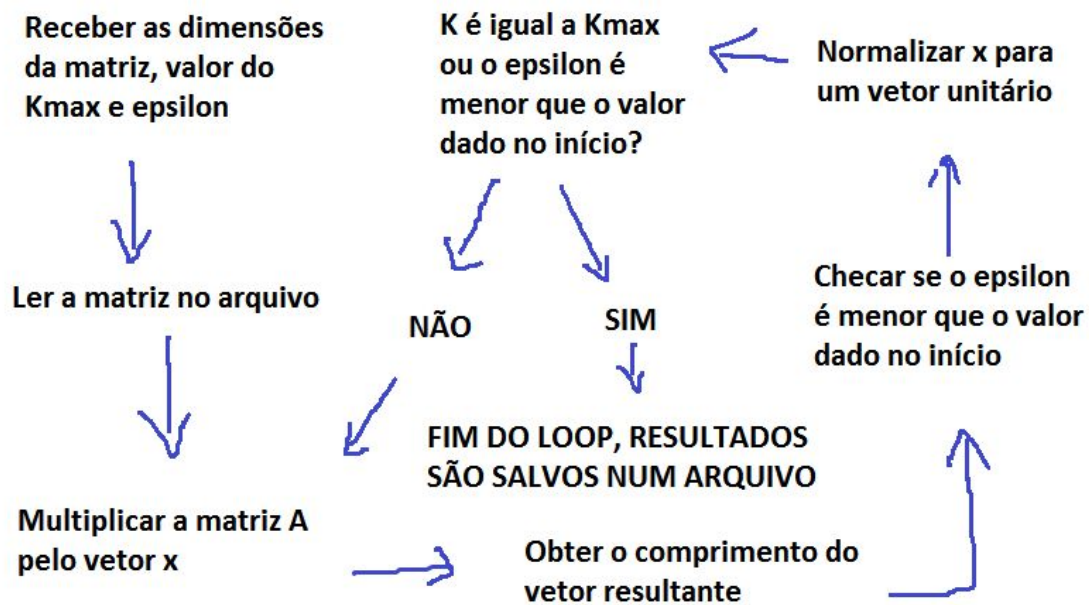 Receber as dimensões
da matriz, valor do
Kmax e epsilon
Ler a matriz no arquivo
Multiplicar a matriz A
pelo vetor x
Obter o comprimento do
vetor resultante
Checar se o epsilon
é menor que o valor
dado no início
Normalizar x para
um vetor unitário
K é igual a Kmax
ou o epsilon é
menor que o valor
dado no início?
NÃO
SIM
FIM DO LOOP, RESULTADOS
SÃO SALVOS NUM ARQUIVO